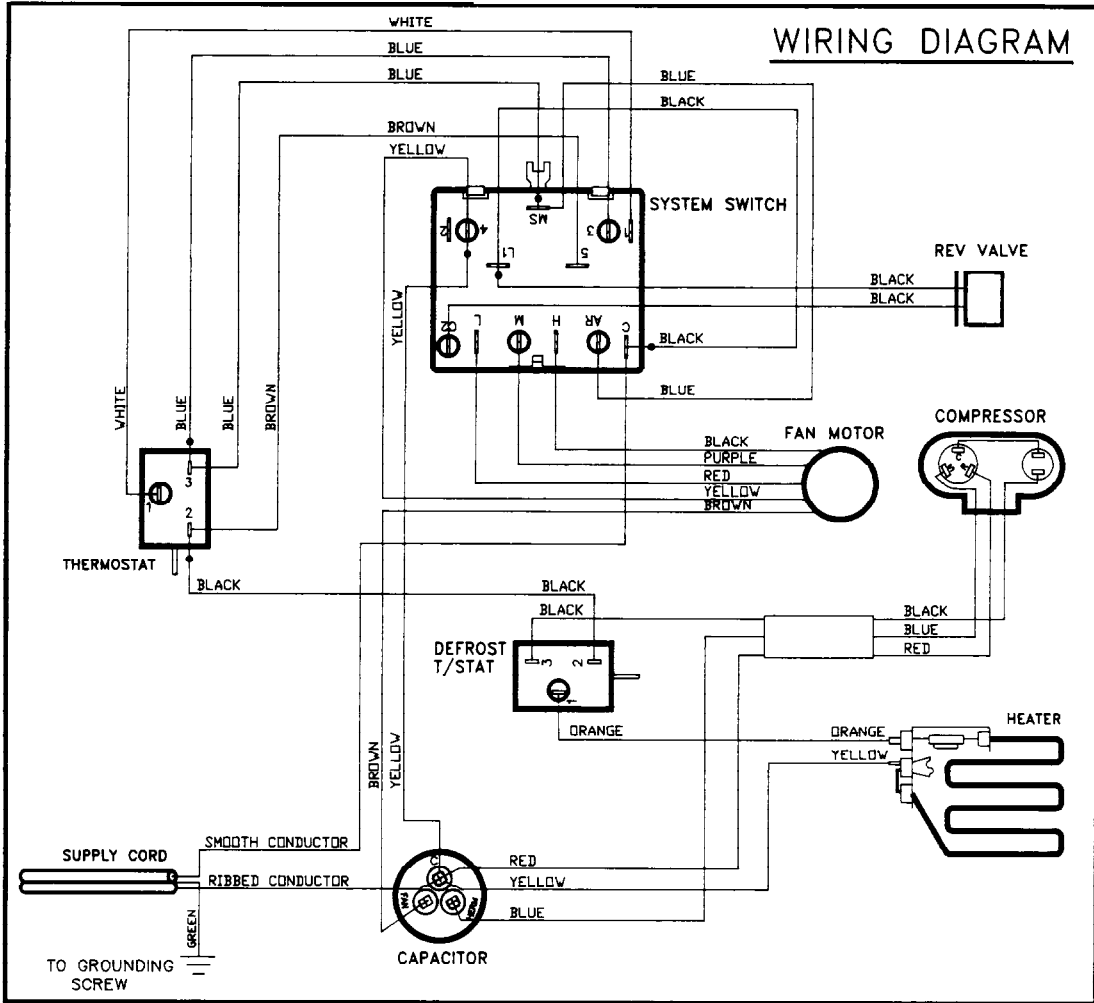 WIRING DIAGRAM
WHITE
BLUE
BLUE
BLUE
BLACK
BROWN
YELLOW
SYSTEM SWITCH
MS
2
4
3
1
L1
5
REV VALVE
BLACK
BLACK
YELLOW
C2
L
M
H
AR
C
BLACK
BLUE
WHITE
BLUE
BLUE
BROWN
COMPRESSOR
FAN MOTOR
BLACK
PURPLE
RED
YELLOW
BROWN
C
3
1
2
THERMOSTAT
BLACK
BLACK
BLACK
BLACK
BLUE
RED
DEFROST
T/STAT
3
2
1
ORANGE
ORANGE
YELLOW
HEATER
BROWN
YELLOW
SUPPLY CORD
SMOOTH CONDUCTOR
RIBBED CONDUCTOR
GREEN
TO GROUNDING
SCREW
C
FAN
RED
YELLOW
BLUE
CAPACITOR